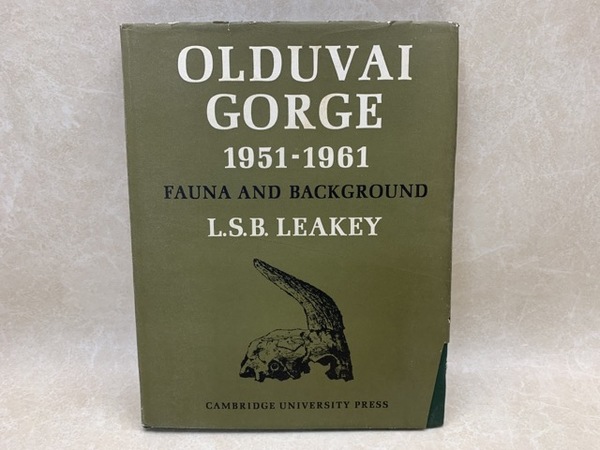 OLDUVAI
GORGE
1951-1961
FAUNA AND BACKGROUND
L.S.B. LEAKEY
CAMBRIDGE UNIVERSITY PRESS